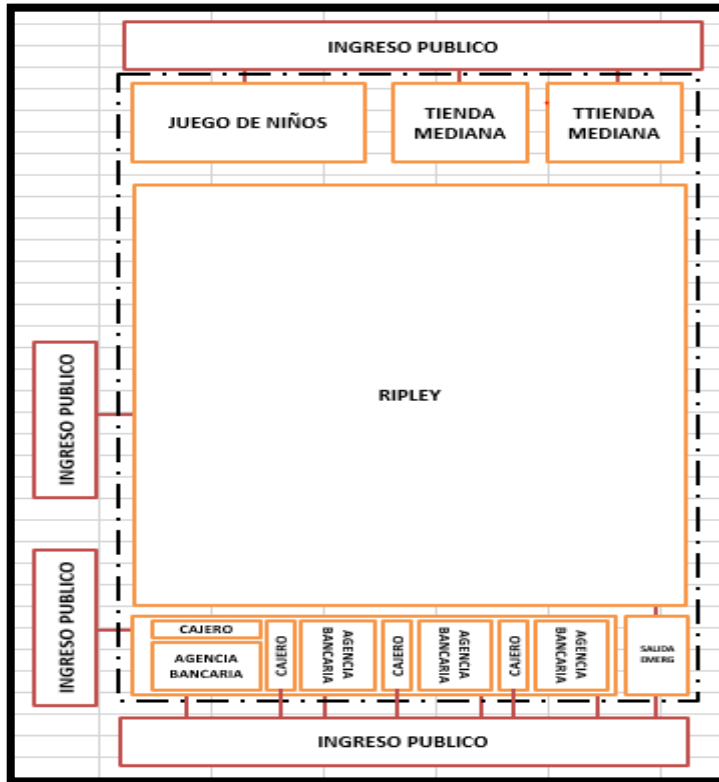 INGRESO PUBLICO
JUEGO DE NIÑOS
TIENDA
MEDIANA
TTIENDA
MEDIANA
INGRESO PUBLICO
RIPLEY
INGRESO PUBLICO
CAJERO
AGENCIA
BANCARIA
CAJERO
AGENCIA
BANCARIA
CAJERO
AGENCIA
BANCARIA
CAJERO
AGENCIA
BANCARIA
SALIDA
EMERG
INGRESO PUBLICO